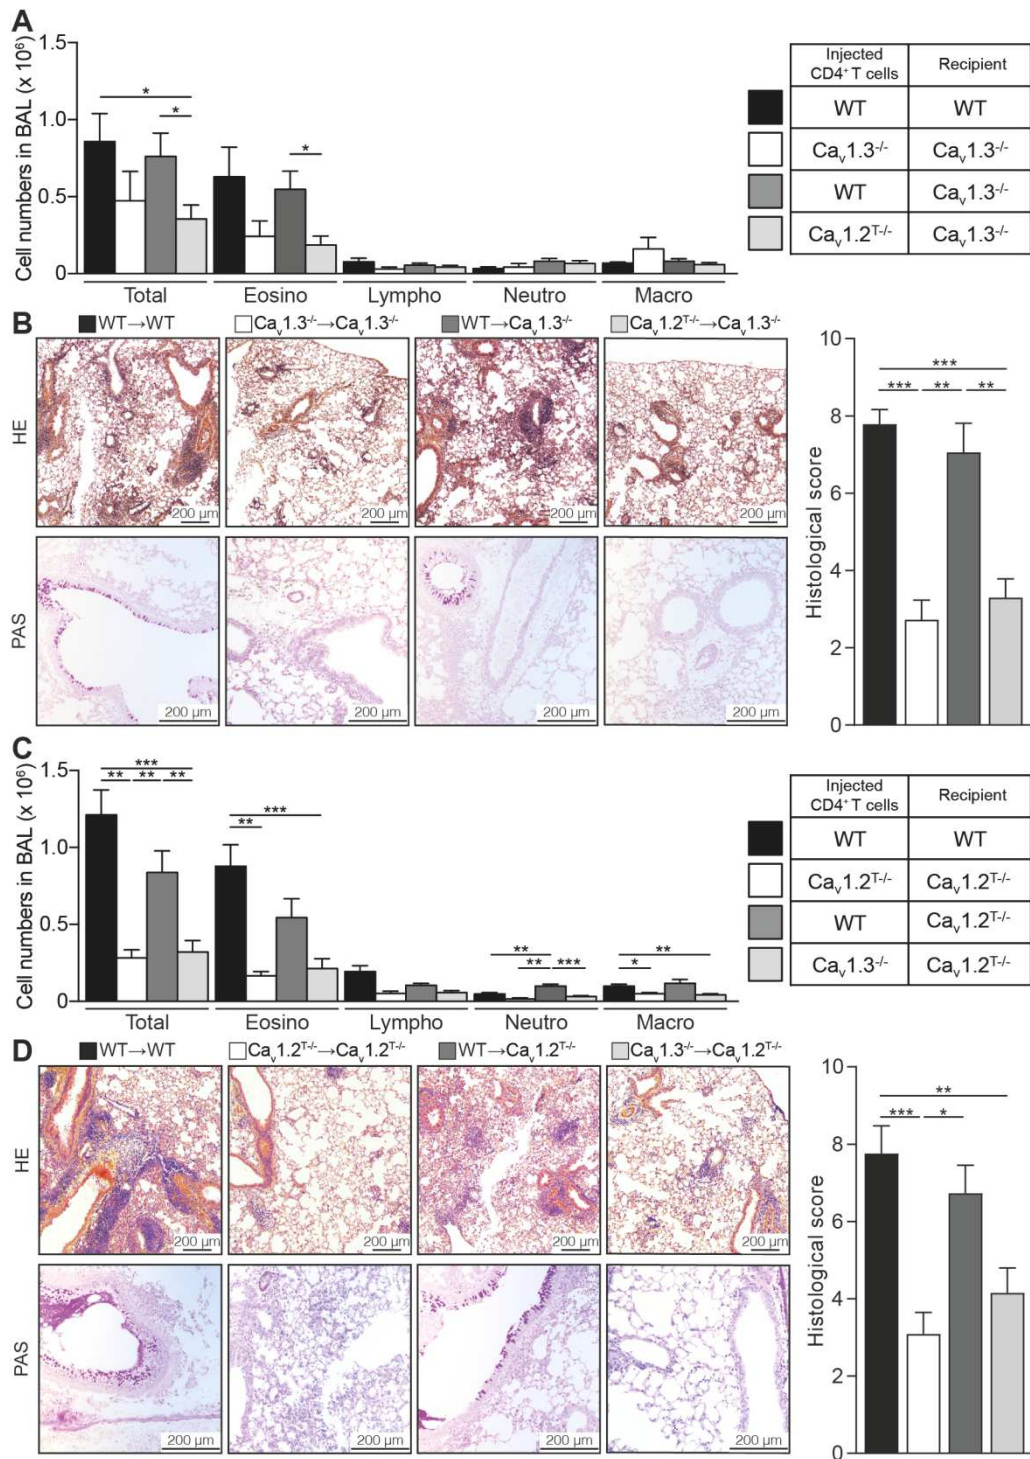 A
1.5
1.0
0.5
0
Cell numbers in BAL (x 10⁶)
*
*
*
Total Eosino Lympho Neutro Macro
Injected CD4⁺ T cells Recipient
WT WT
Caᵥ1.3⁻/⁻ Caᵥ1.3⁻/⁻
WT Caᵥ1.3⁻/⁻
Caᵥ1.2ᵀ⁻/⁻ Caᵥ1.3⁻/⁻
B
WT→WT Caᵥ1.3⁻/⁻→Caᵥ1.3⁻/⁻ WT→Caᵥ1.3⁻/⁻ Caᵥ1.2ᵀ⁻/⁻→Caᵥ1.3⁻/⁻
HE
200 µm 200 µm 200 µm 200 µm
PAS
200 µm 200 µm 200 µm 200 µm
10
8
6
4
2
0
Histological score
***
*** ** **
C
1.5
1.0
0.5
0
Cell numbers in BAL (x 10⁶)
***
** ** **
***
**
**
** ***
**
*
Total Eosino Lympho Neutro Macro
Injected CD4⁺ T cells Recipient
WT WT
Caᵥ1.2ᵀ⁻/⁻ Caᵥ1.2ᵀ⁻/⁻
WT Caᵥ1.2ᵀ⁻/⁻
Caᵥ1.3⁻/⁻ Caᵥ1.2ᵀ⁻/⁻
D
WT→WT Caᵥ1.2ᵀ⁻/⁻→Caᵥ1.2ᵀ⁻/⁻ WT→Caᵥ1.2ᵀ⁻/⁻ Caᵥ1.3⁻/⁻→Caᵥ1.2ᵀ⁻/⁻
HE
200 µm 200 µm 200 µm 200 µm
PAS
200 µm 200 µm 200 µm 200 µm
10
8
6
4
2
0
Histological score
**
*** *